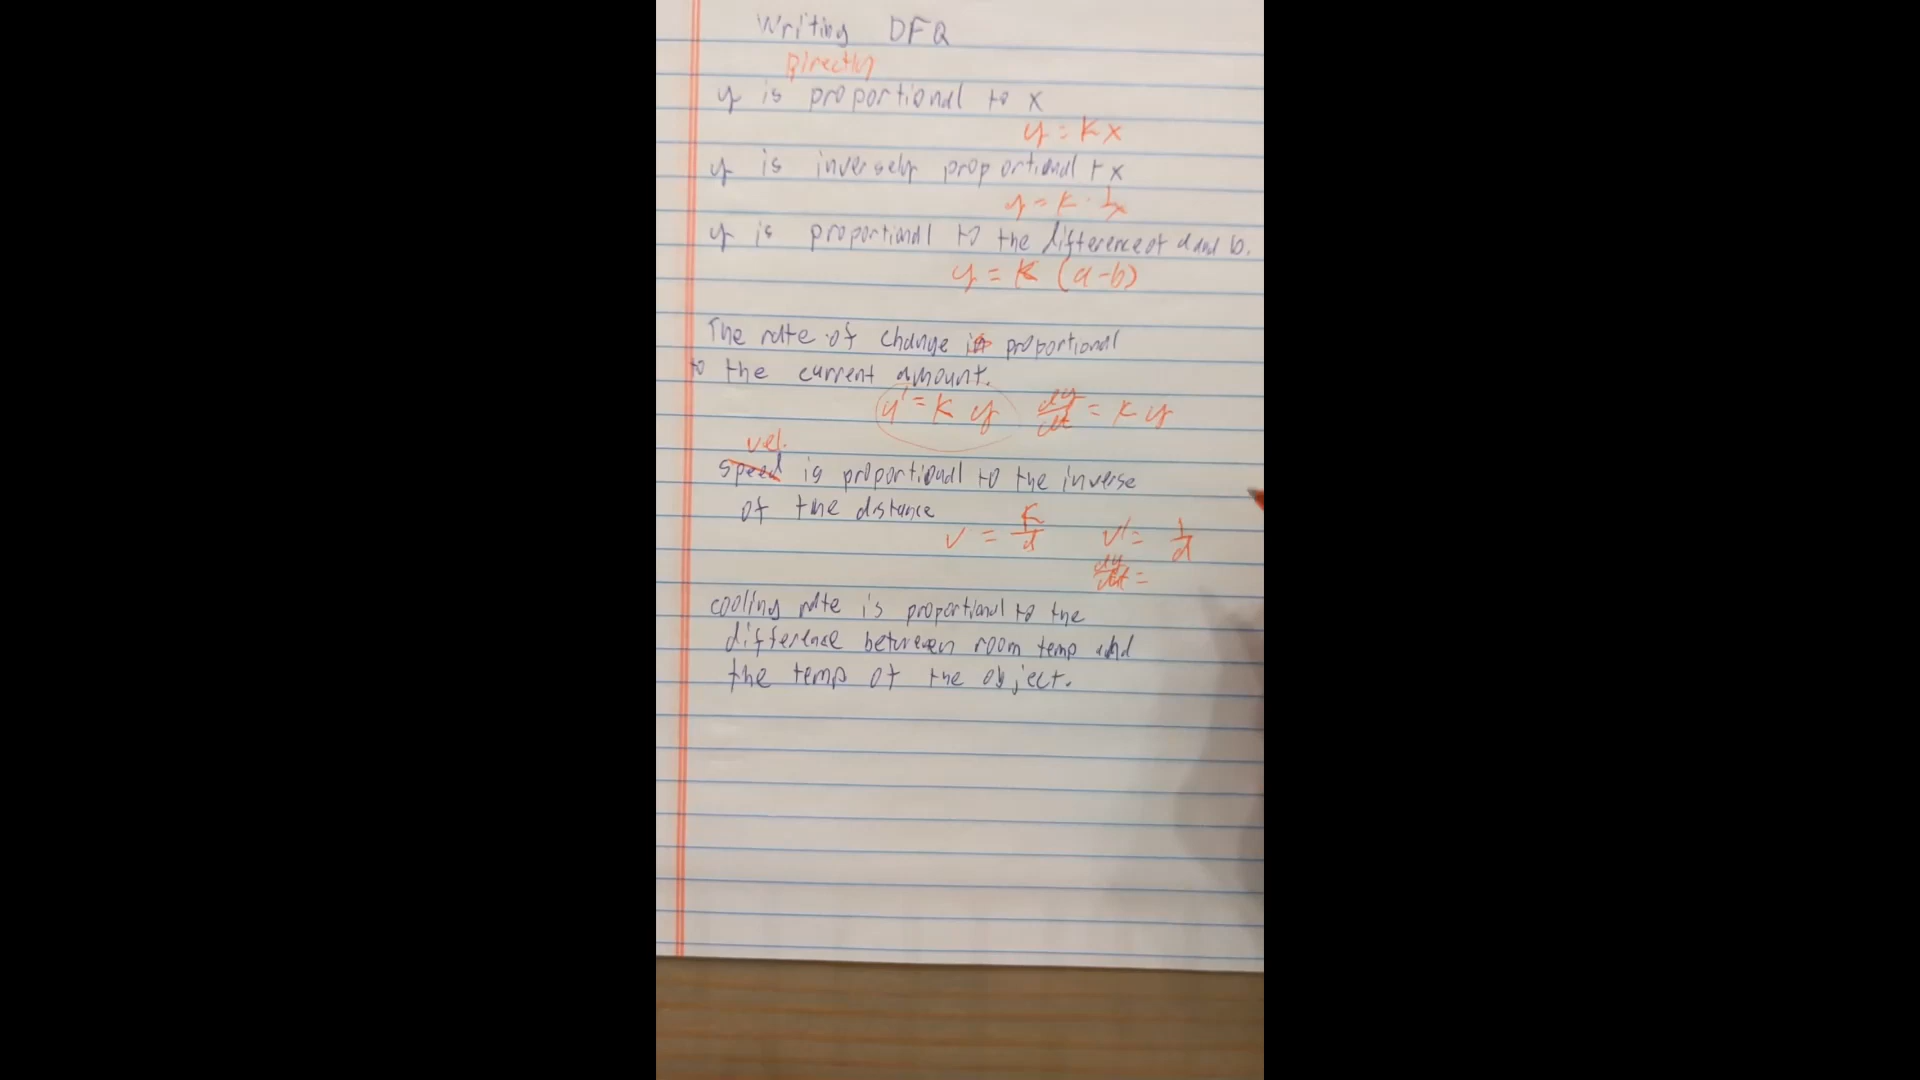 Writing DFQ
Directly
y is proportional to x
y = Kx
y is inversely proportional t x
y = K · 1/x
y is proportional to the difference of a and b.
y = K (a-b)
The rate of change is proportional
to the current amount.
y' = K y dy/dt = K y
vel.
speed is proportional to the inverse
of the distance
v = K/d v' = 1/d
dy/dt =
cooling rate is proportional to the
difference between room temp and
the temp of the object.